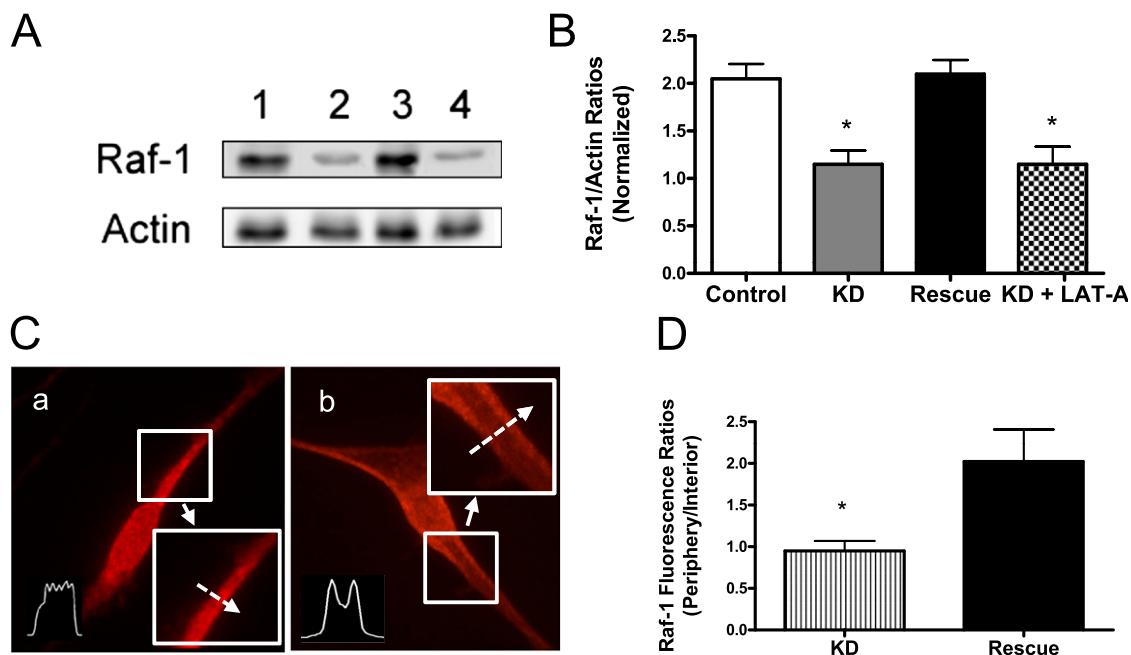 A
1 2 3 4
Raf-1
Actin
B
Raf-1/Actin Ratios
(Normalized)
2.5
2.0
1.5
1.0
0.5
0.0
* *
Control KD Rescue KD + LAT-A
C
a b
D
Raf-1 Fluorescence Ratios
(Periphery/Interior)
2.5
2.0
1.5
1.0
0.5
0.0
*
KD Rescue